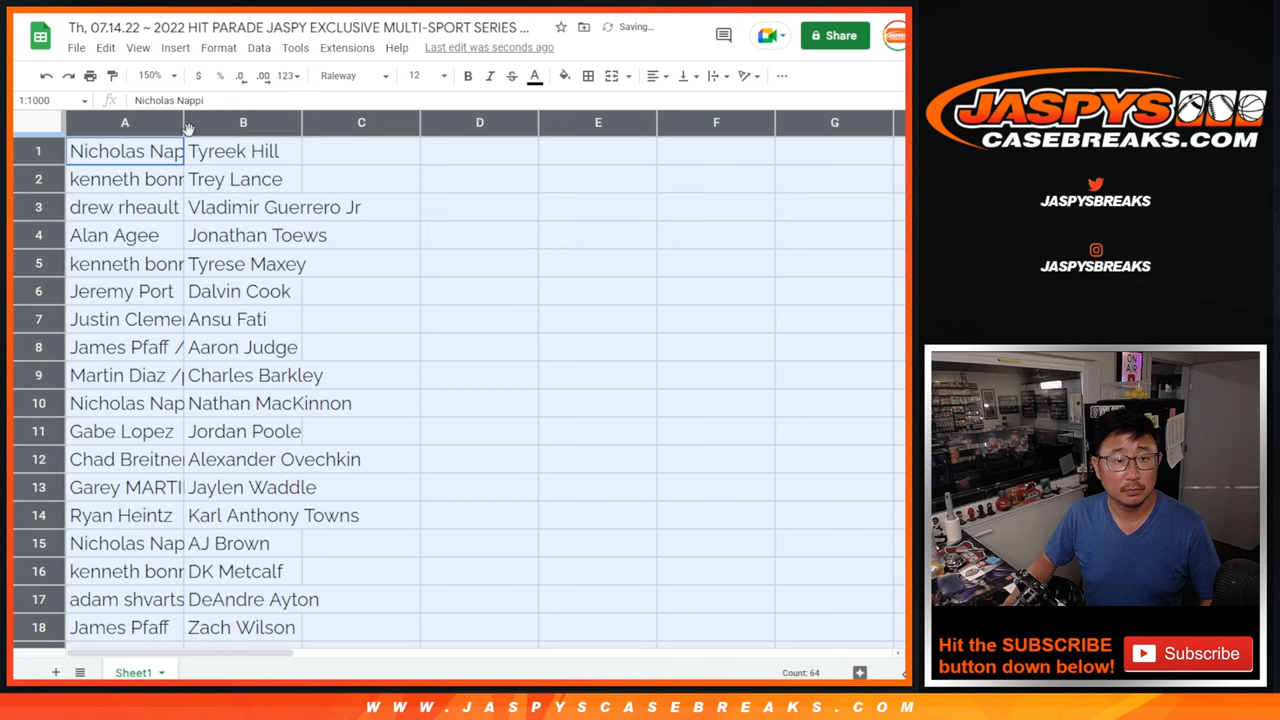 Th, 07.14.22 ~ 2022 HIT PARADE JASPY EXCLUSIVE MULTI-SPORT SERIES ...
Saving...
Share
File Edit View Insert Format Data Tools Extensions Help Last edit was seconds ago
150% $ % .0 .00 123 Raleway 12 B I S A
1:1000 fx Nicholas Nappi
A B C D E F G
1 Nicholas Nap Tyreek Hill
2 kenneth bonr Trey Lance
3 drew rheault Vladimir Guerrero Jr
4 Alan Agee Jonathan Toews
5 kenneth bonr Tyrese Maxey
6 Jeremy Port Dalvin Cook
7 Justin Clemer Ansu Fati
8 James Pfaff / Aaron Judge
9 Martin Diaz /p Charles Barkley
10 Nicholas Nap Nathan MacKinnon
11 Gabe Lopez Jordan Poole
12 Chad Breitner Alexander Ovechkin
13 Garey MARTI Jaylen Waddle
14 Ryan Heintz Karl Anthony Towns
15 Nicholas Nap AJ Brown
16 kenneth bonr DK Metcalf
17 adam shvarts DeAndre Ayton
18 James Pfaff Zach Wilson
Sheet1
Count: 64
JASPYS
CASEBREAKS.COM
JASPYSBREAKS
JASPYSBREAKS
ON
AIR
Hit the SUBSCRIBE
button down below!
Subscribe
WWW.JASPYSCASEBREAKS.COM